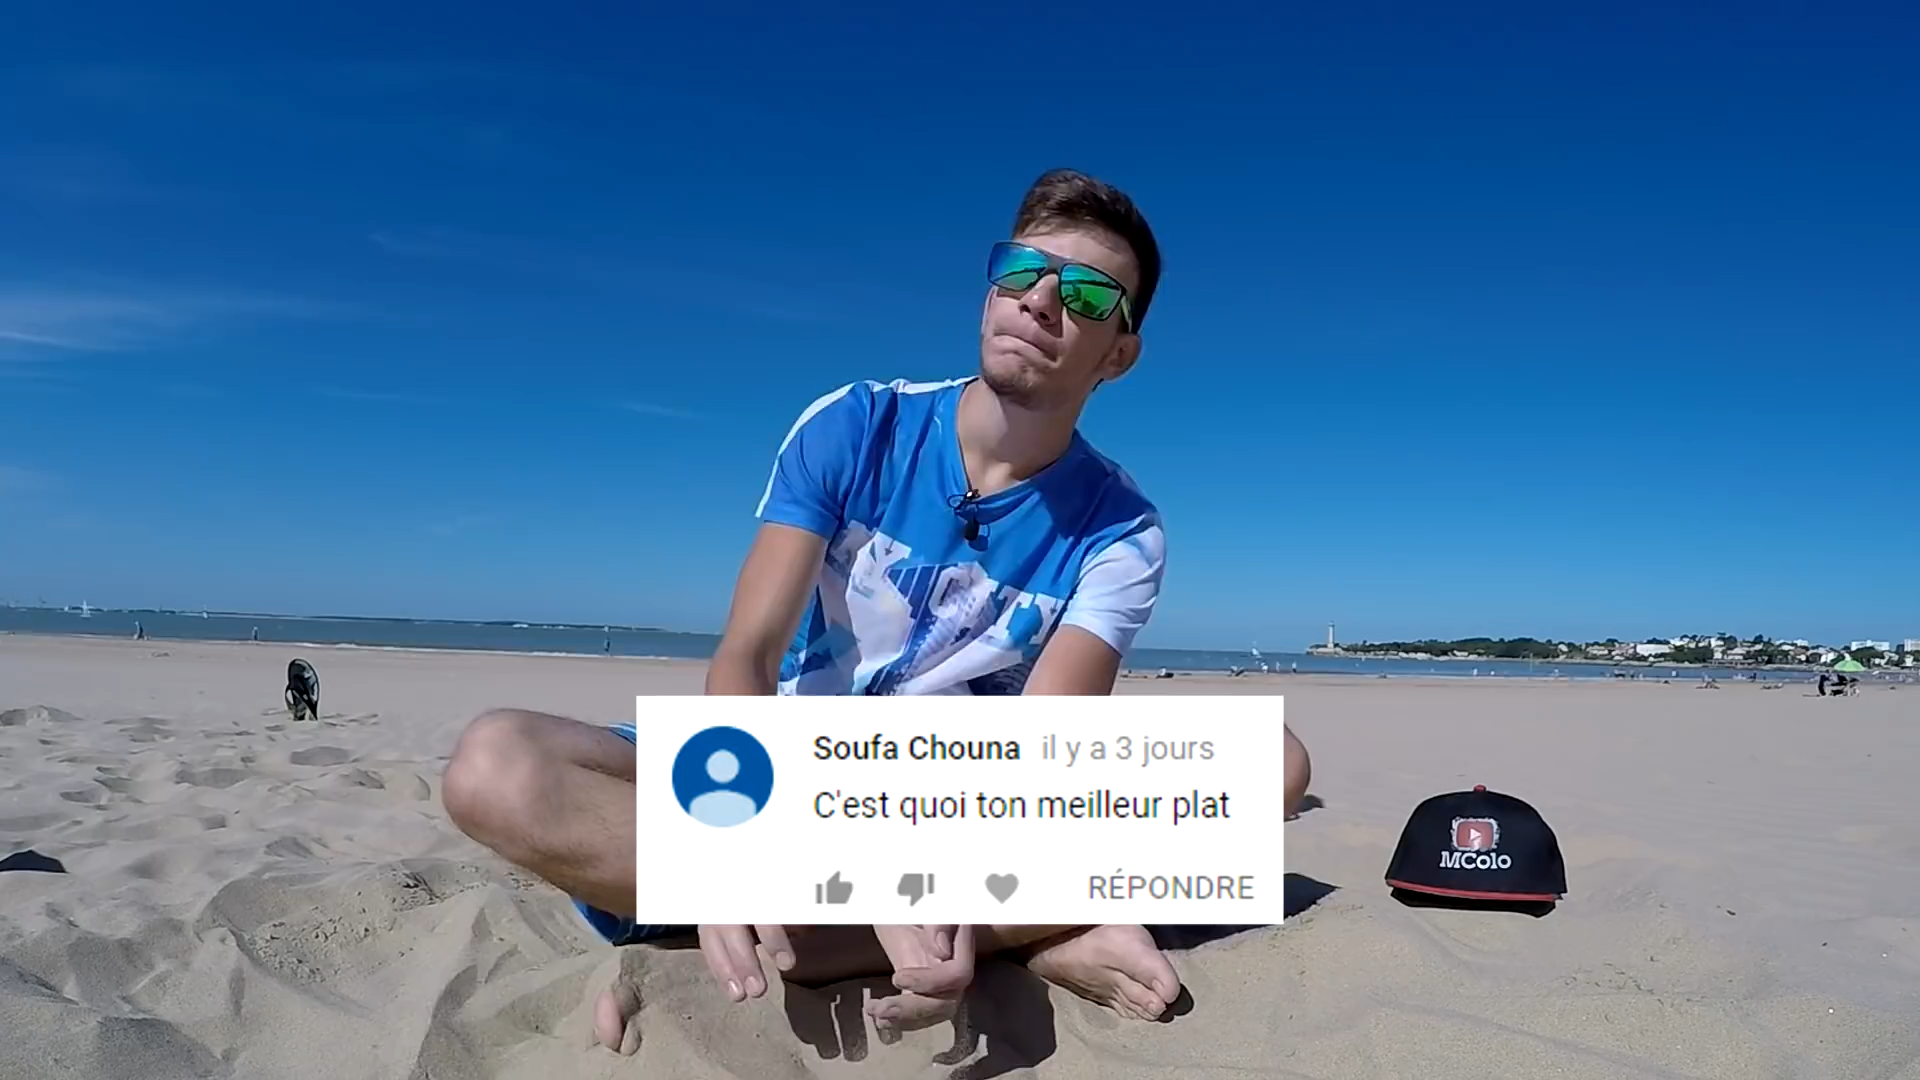 Soufa Chouna il y a 3 jours
C'est quoi ton meilleur plat
RÉPONDRE
MColo